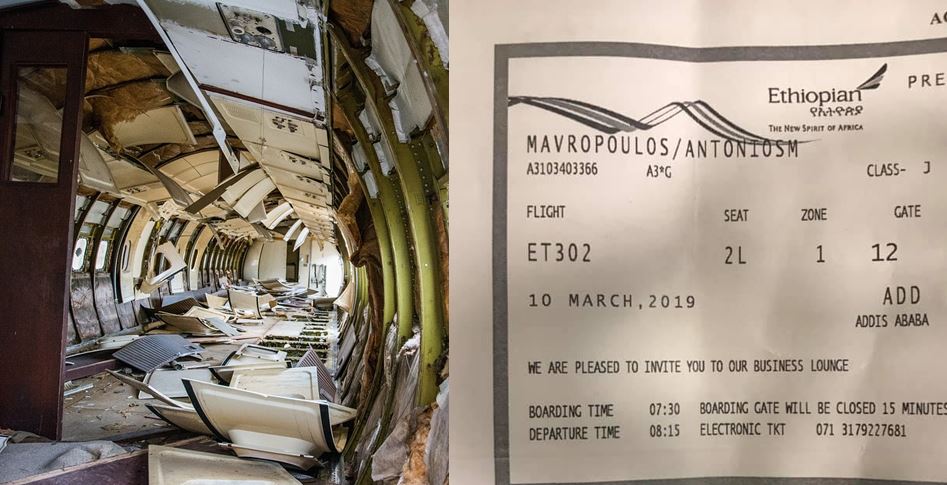 PRE
Ethiopian
የኢትዮጵያ
THE NEW SPIRIT OF AFRICA
MAVROPOULOS/ANTONIOSM
A3103403366 A3*G CLASS- J
FLIGHT SEAT ZONE GATE
ET302 2L 1 12
10 MARCH,2019 ADD
ADDIS ABABA
WE ARE PLEASED TO INVITE YOU TO OUR BUSINESS LOUNGE
BOARDING TIME 07:30 BOARDING GATE WILL BE CLOSED 15 MINUTES
DEPARTURE TIME 08:15 ELECTRONIC TKT 071 3179227681